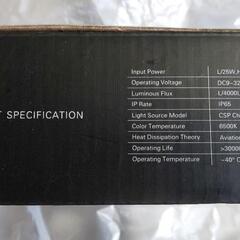 T SPECIFICATION
Input Power L/25W,H
Operating Voltage DC9-32
Luminous Flux L/4000L
IP Rate IP65
Light Source Model CSP Ch
Color Temperature 6500K
Heat Dissipation Theory Aviatio
Operating Life >3000
Operating Temperature -40° C